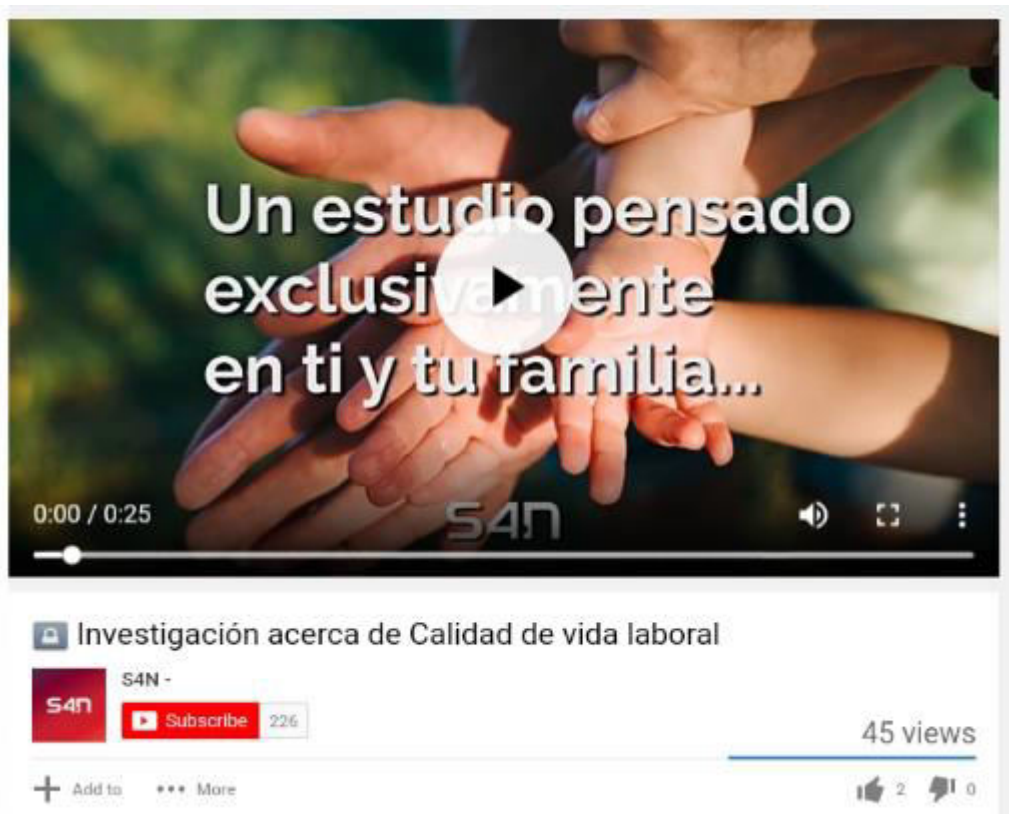 Un estudio pensado
exclusivamente
en ti y tu familia...
0:00 / 0:25
S4N
Investigación acerca de Calidad de vida laboral
S4N -
S4N
Subscribe 226
45 views
Add to More
2 0